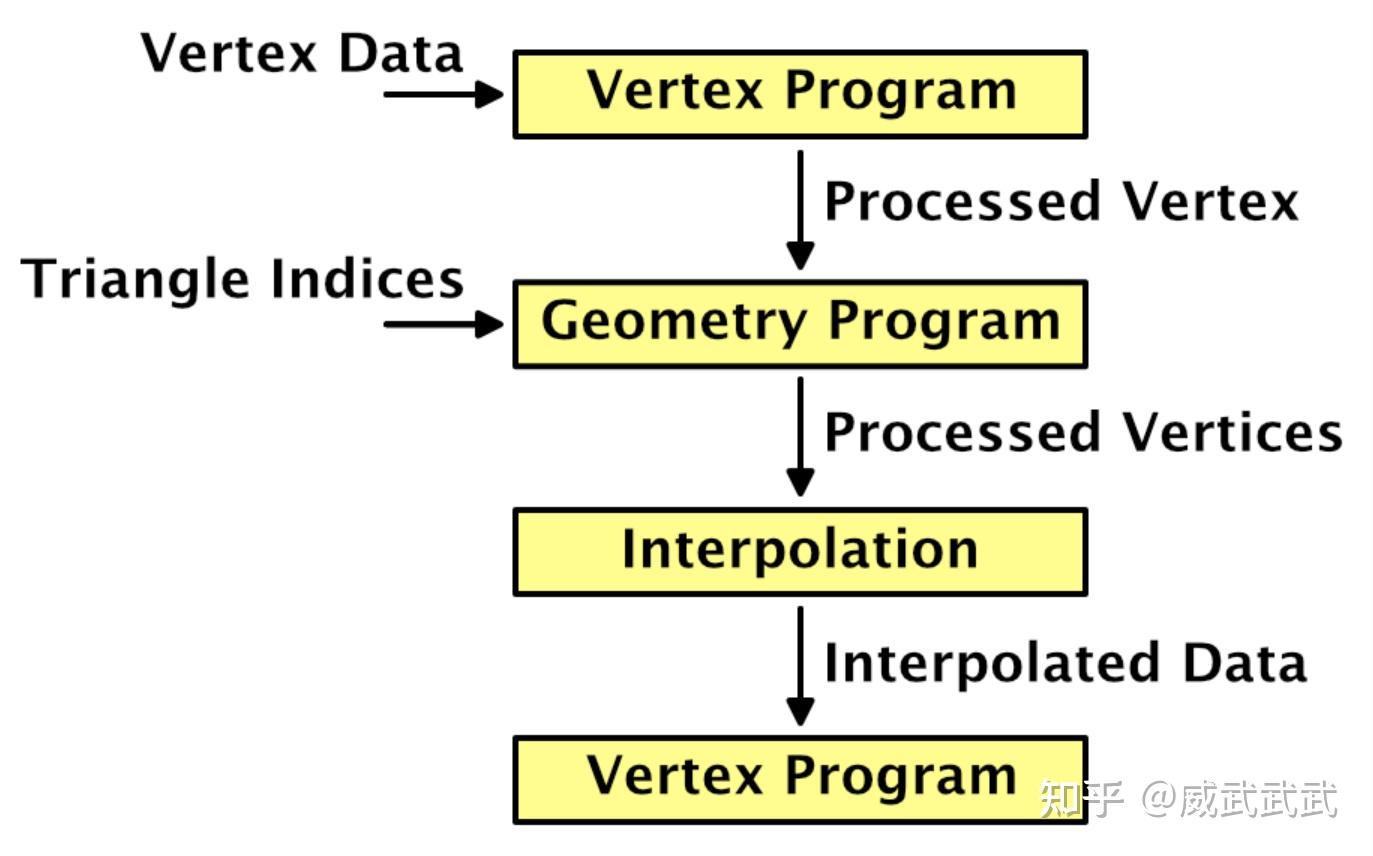 Vertex Data
Vertex Program
Processed Vertex
Triangle Indices
Geometry Program
Processed Vertices
Interpolation
Interpolated Data
Vertex Program
知乎 @威武武武